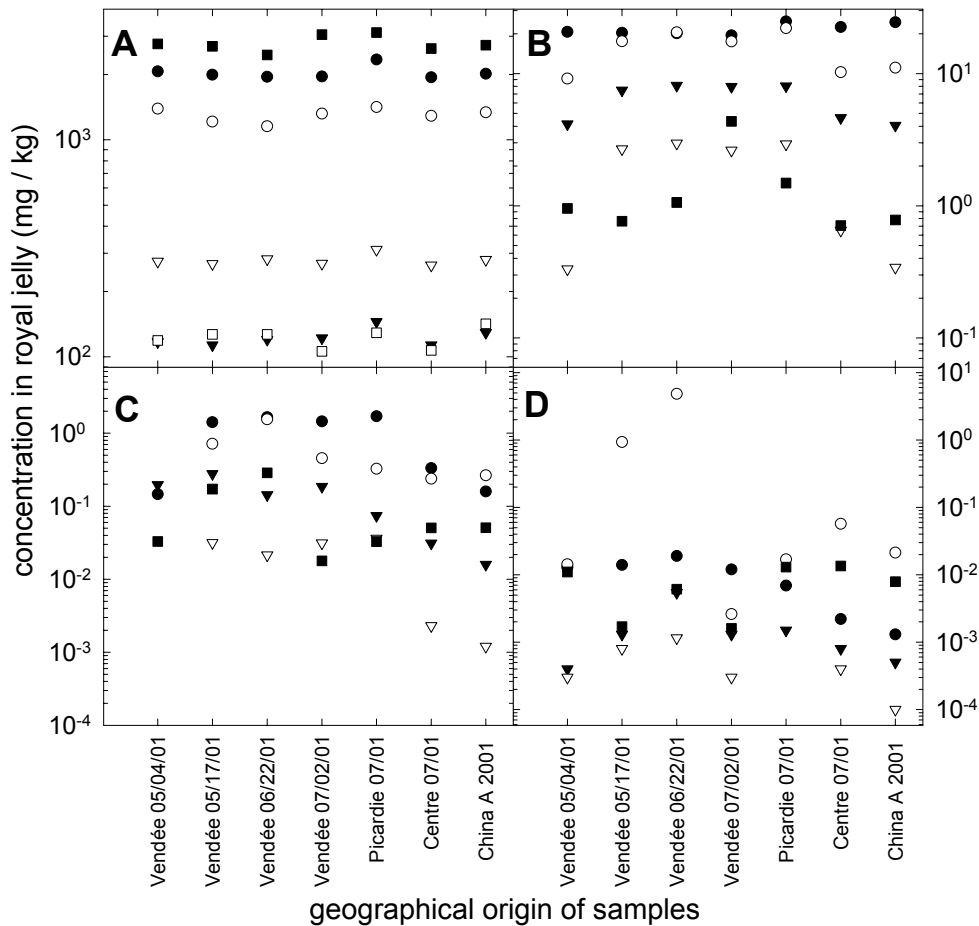 A
B
C
D
concentration in royal jelly (mg / kg)
10³
10²
10¹
10⁰
10⁻¹
10⁰
10⁻¹
10⁻²
10⁻³
10⁻⁴
10¹
10⁰
10⁻¹
10⁻²
10⁻³
10⁻⁴
Vendée 05/04/01
Vendée 05/17/01
Vendée 06/22/01
Vendée 07/02/01
Picardie 07/01
Centre 07/01
China A 2001
Vendée 05/04/01
Vendée 05/17/01
Vendée 06/22/01
Vendée 07/02/01
Picardie 07/01
Centre 07/01
China A 2001
geographical origin of samples